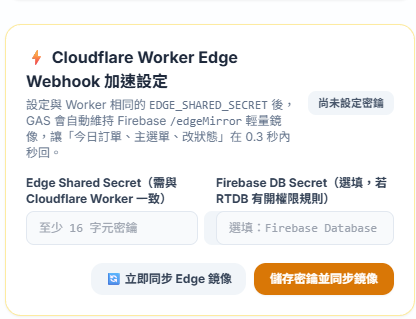 ⚡ Cloudflare Worker Edge
Webhook 加速設定
設定與 Worker 相同的 EDGE_SHARED_SECRET 後，
GAS 會自動維持 Firebase /edgeMirror 輕量鏡
像，讓「今日訂單、主選單、改狀態」在 0.3 秒內
秒回。
尚未設定密鑰
Edge Shared Secret（需與
Cloudflare Worker 一致）
至少 16 字元密鑰
Firebase DB Secret（選填，若
RTDB 有開權限規則）
選填：Firebase Database
🔄 立即同步 Edge 鏡像
儲存密鑰並同步鏡像